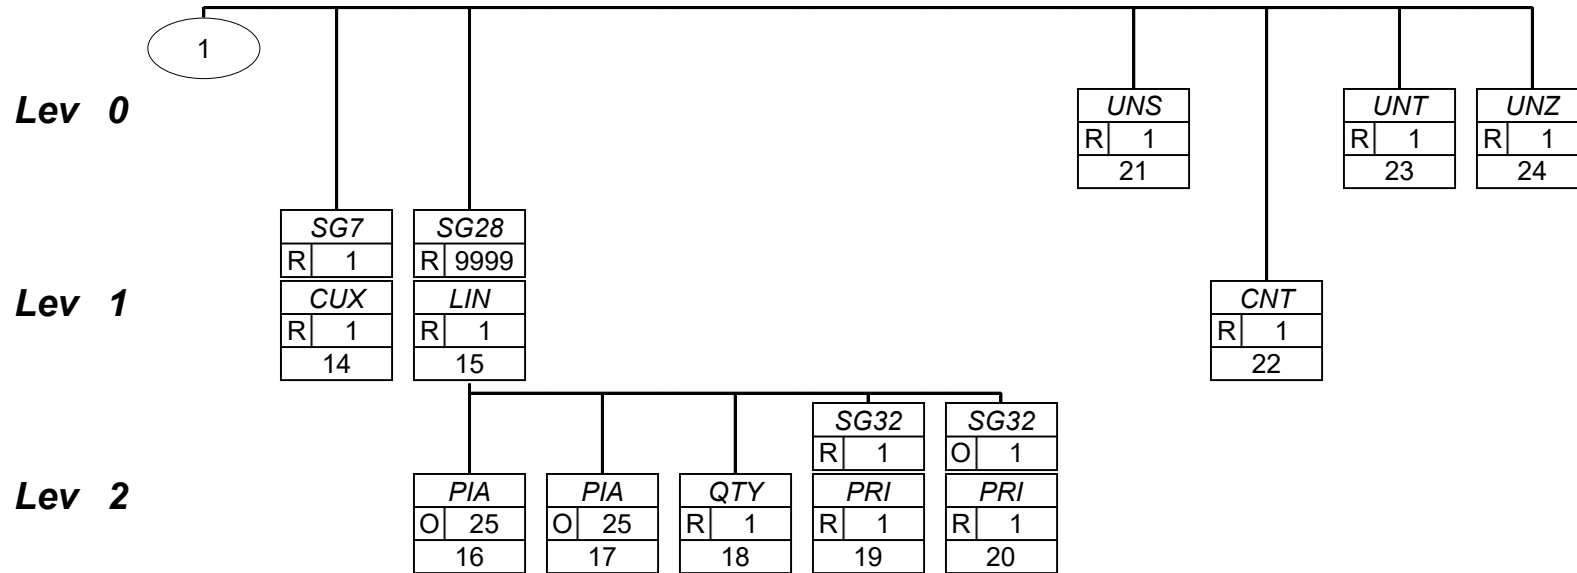 1
Lev 0
UNS
R 1
21
UNT
R 1
23
UNZ
R 1
24
SG7
R 1
SG28
R 9999
Lev 1
CUX
R 1
14
LIN
R 1
15
CNT
R 1
22
SG32
R 1
SG32
O 1
Lev 2
PIA
O 25
16
PIA
O 25
17
QTY
R 1
18
PRI
R 1
19
PRI
R 1
20